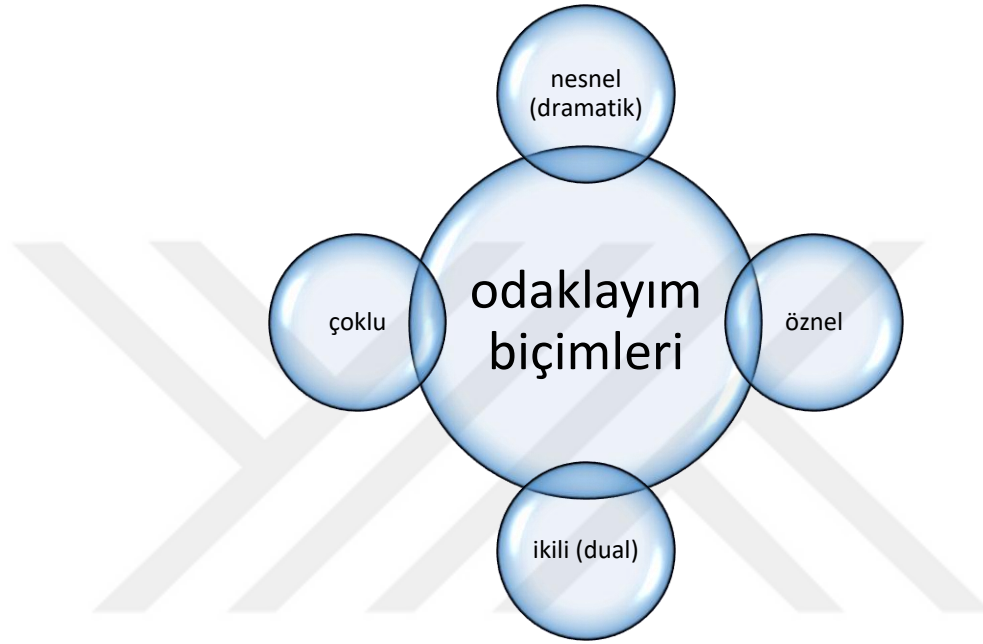 nesnel
(dramatik)
odaklayım
biçimleri
çoklu
öznel
ikili (dual)